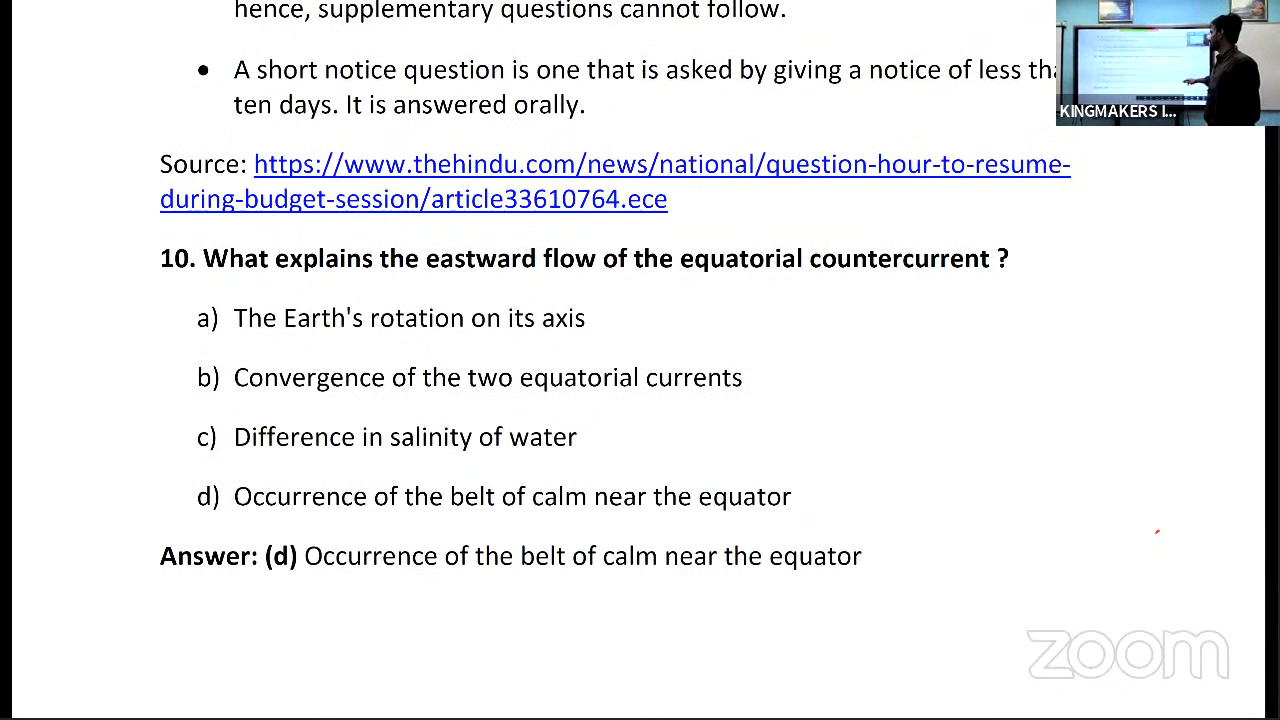 hence, supplementary questions cannot follow.
• A short notice question is one that is asked by giving a notice of less
ten days. It is answered orally.
KINGMAKERS I...
Source: https://www.thehindu.com/news/national/question-hour-to-resume-
during-budget-session/article33610764.ece
10. What explains the eastward flow of the equatorial countercurrent ?
a) The Earth's rotation on its axis
b) Convergence of the two equatorial currents
c) Difference in salinity of water
d) Occurrence of the belt of calm near the equator
Answer: (d) Occurrence of the belt of calm near the equator
zoom